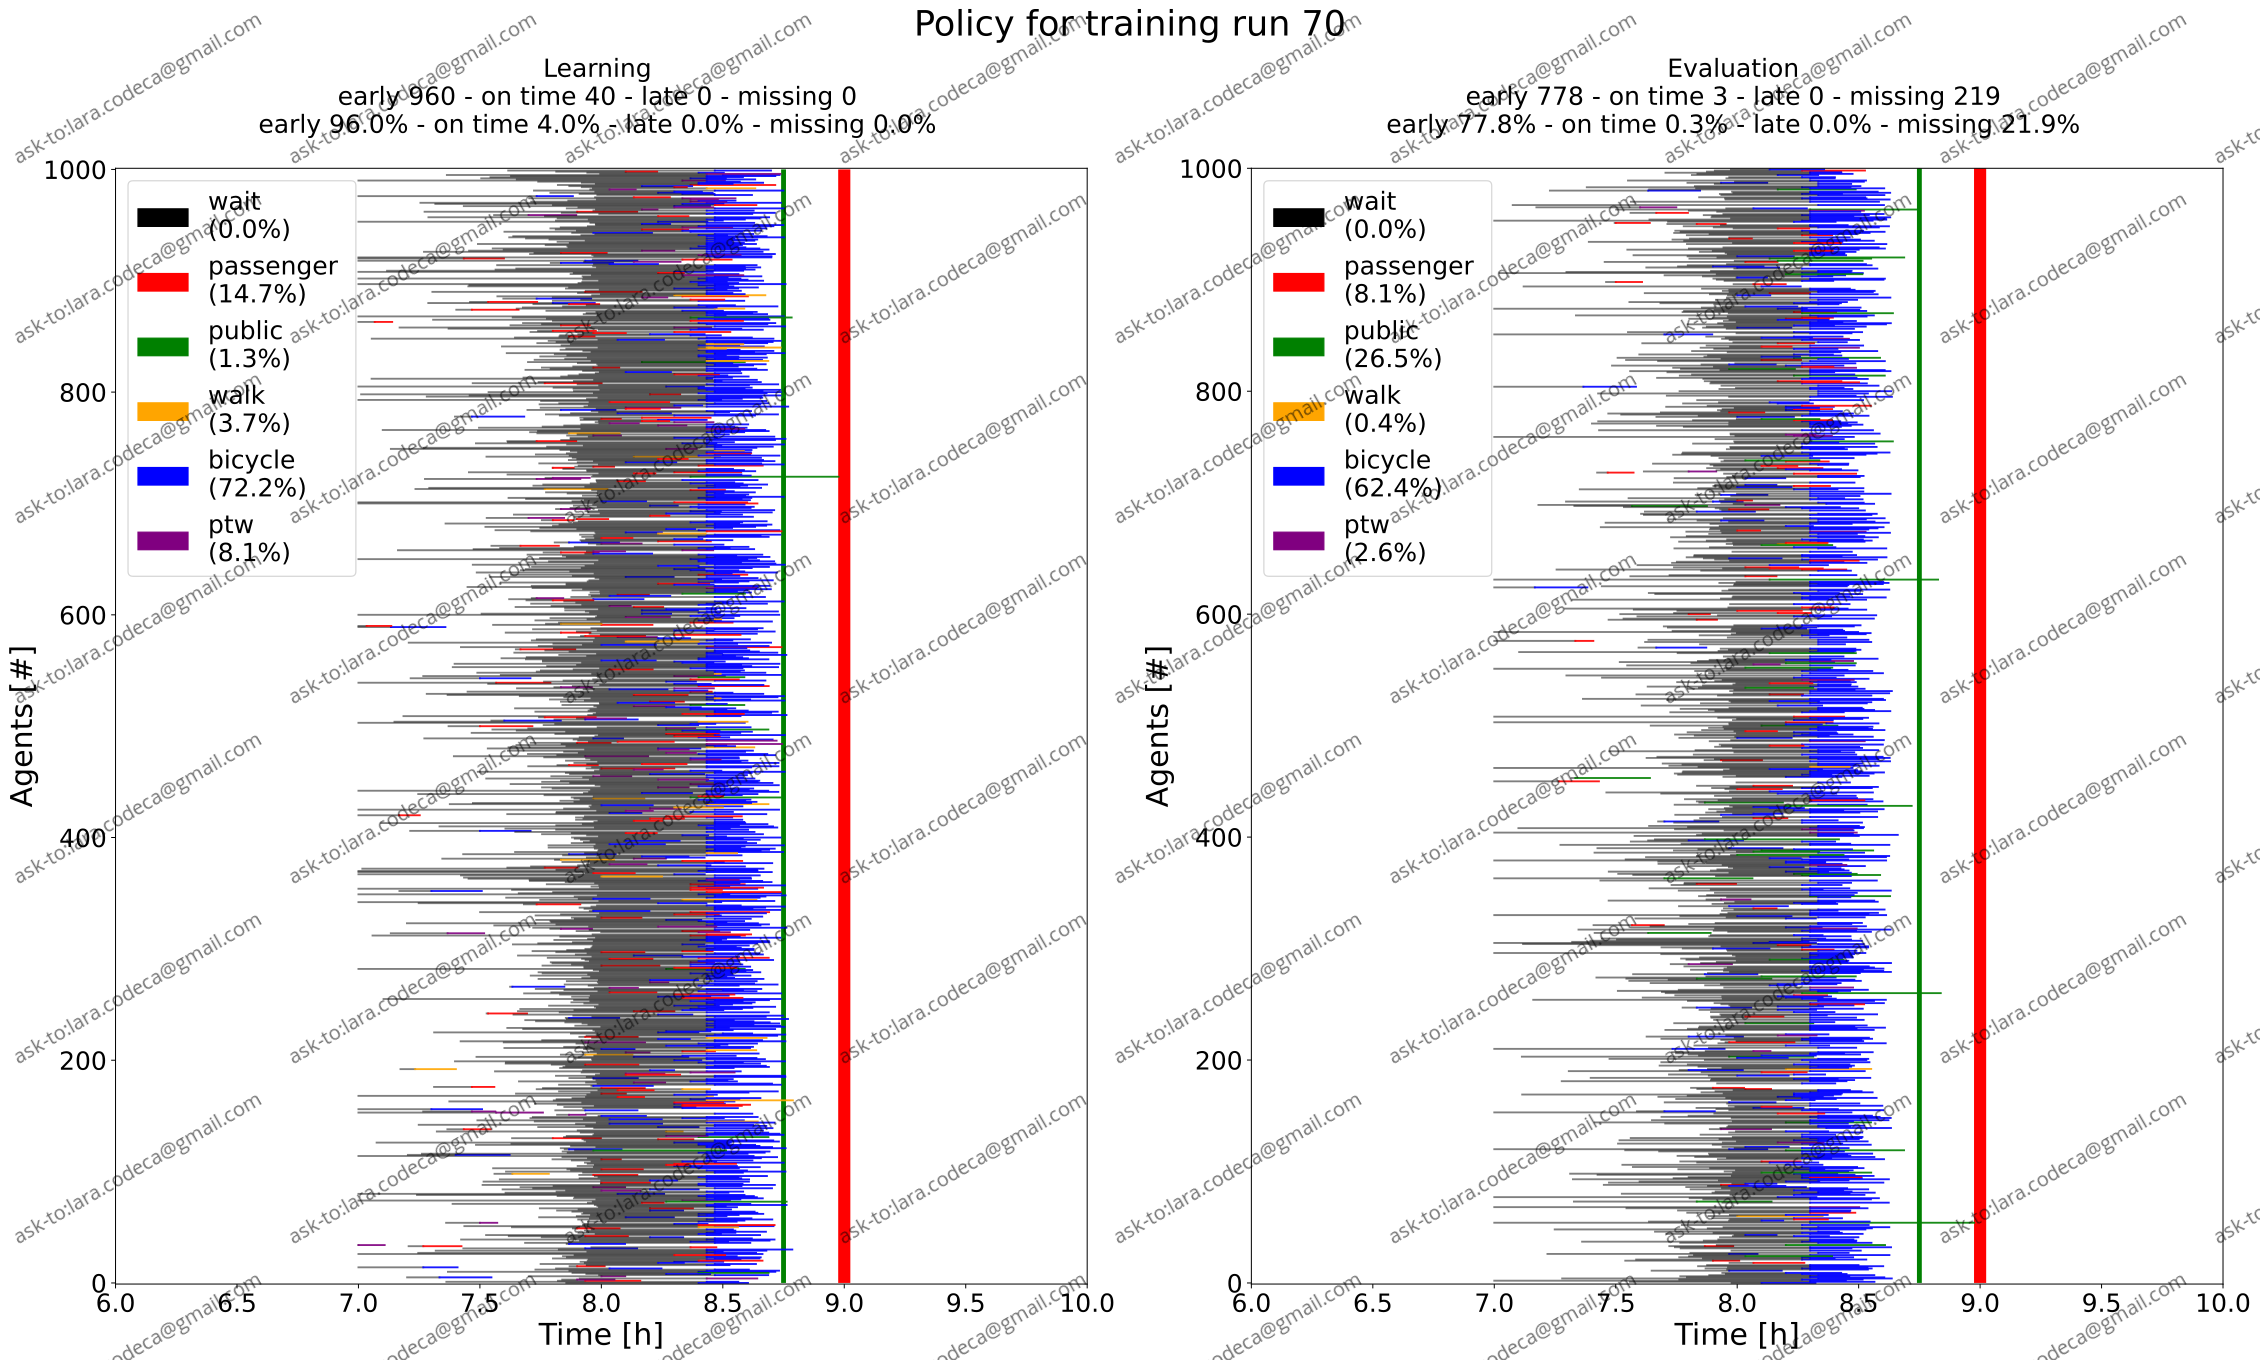 Policy for training run 70
Learning
early 960 - on time 40 - late 0 - missing 0
early 96.0% - on time 4.0% - late 0.0% - missing 0.0%
1000
800
600
400
200
0
Agents [#]
wait
(0.0%)
passenger
(14.7%)
public
(1.3%)
walk
(3.7%)
bicycle
(72.2%)
ptw
(8.1%)
6.0 6.5 7.0 7.5 8.0 8.5 9.0 9.5 10.0
Time [h]
Evaluation
early 778 - on time 3 - late 0 - missing 219
early 77.8% - on time 0.3% - late 0.0% - missing 21.9%
1000
800
600
400
200
0
Agents [#]
wait
(0.0%)
passenger
(8.1%)
public
(26.5%)
walk
(0.4%)
bicycle
(62.4%)
ptw
(2.6%)
6.0 6.5 7.0 7.5 8.0 8.5 9.0 9.5 10.0
Time [h]
ask-to:lara.codeca@gmail.com